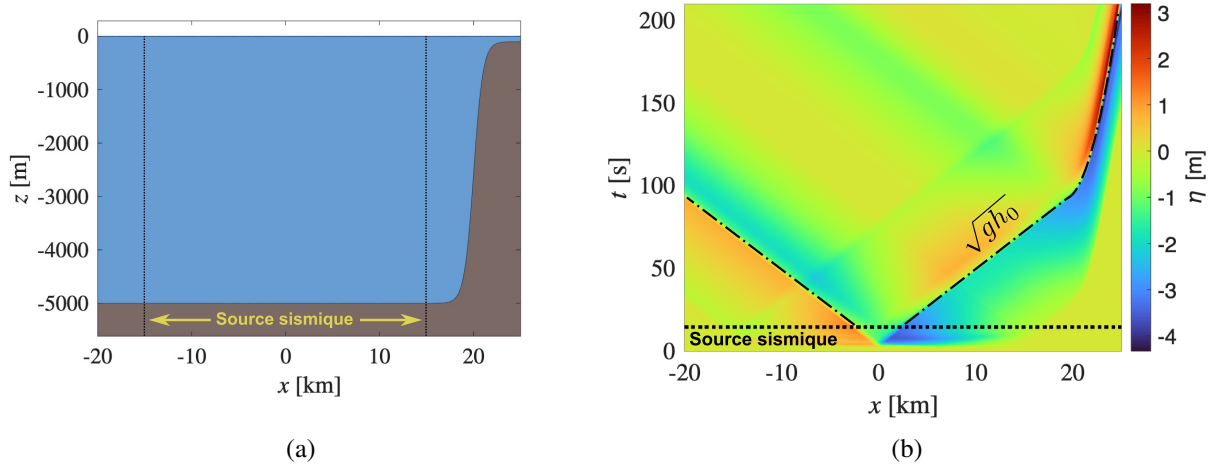 0
-1000
-2000
-3000
-4000
-5000
z [m]
Source sismique
-20
-10
0
10
20
x [km]
(a)
200
150
100
50
0
t [s]
√gh₀
Source sismique
-20
-10
0
10
20
x [km]
3
2
1
0
-1
-2
-3
-4
η [m]
(b)